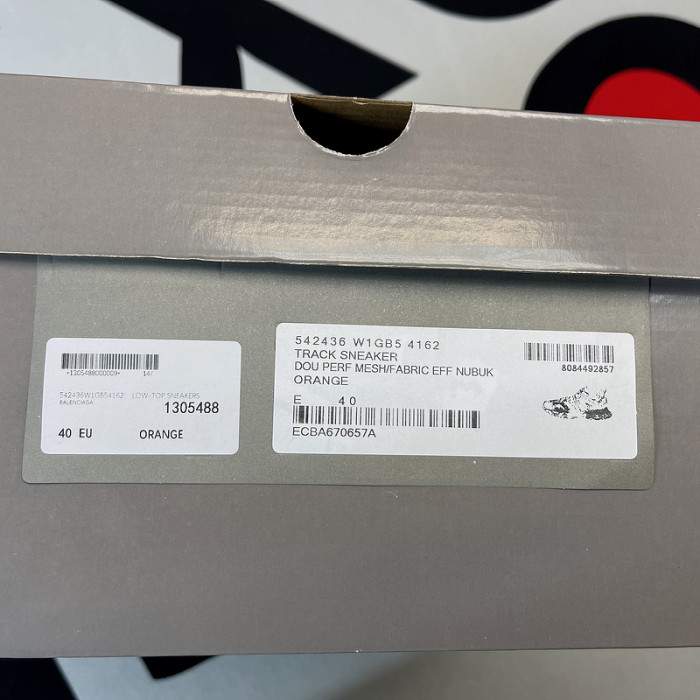 *1305488000009* 14/
542436W1GB54162 LOW-TOP SNEAKERS
BALENCIAGA
1305488
40 EU ORANGE
542436 W1GB5 4162
TRACK SNEAKER
DOU PERF MESH/FABRIC EFF NUBUK
ORANGE
8084492857
E 40
ECBA670657A